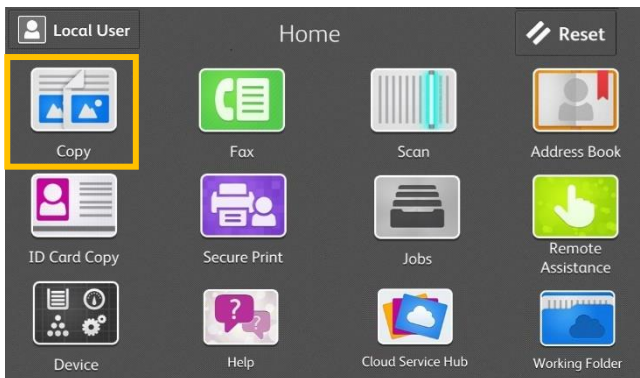 Local User
Home
Reset
Copy
Fax
Scan
Address Book
ID Card Copy
Secure Print
Jobs
Remote
Assistance
?
?
Device
Help
Cloud Service Hub
Working Folder